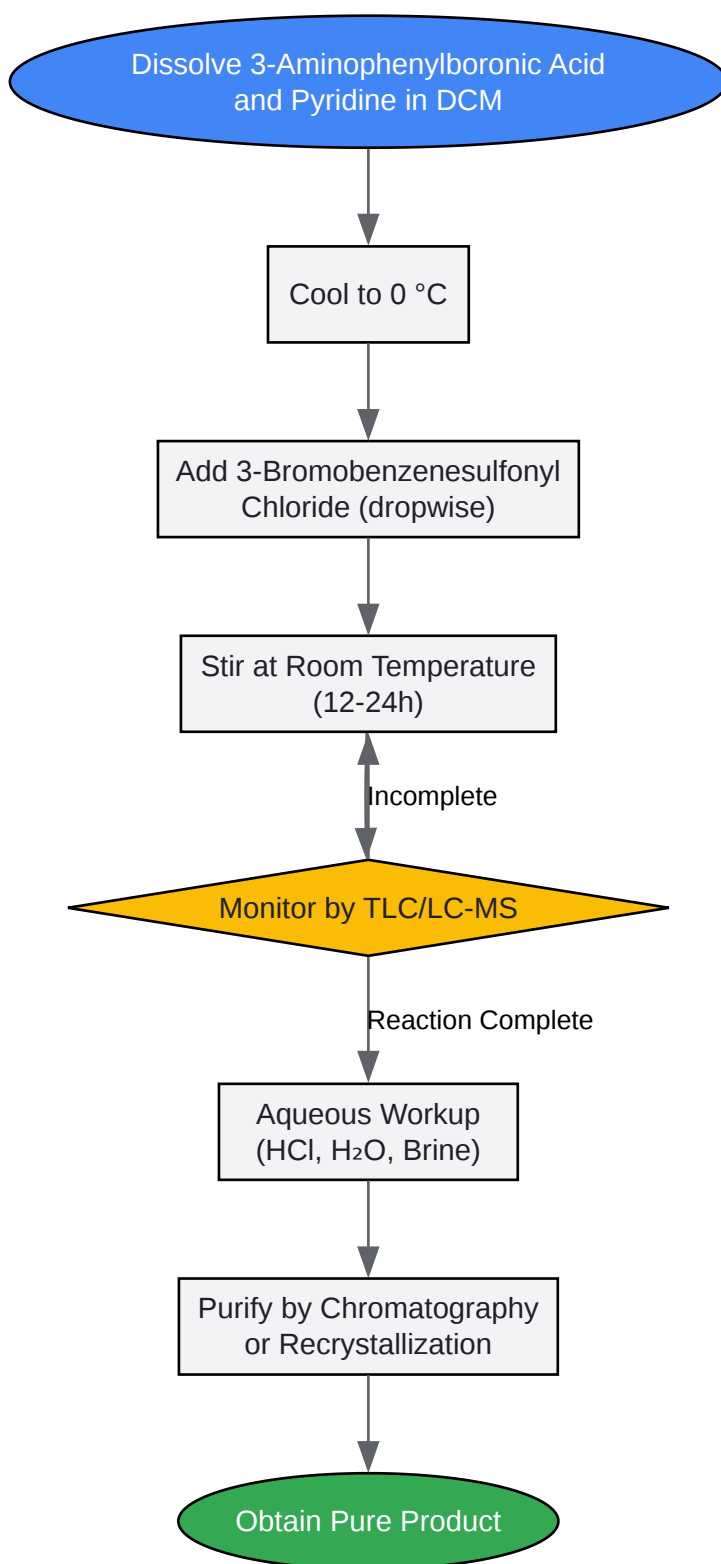 Dissolve 3-Aminophenylboronic Acid
and Pyridine in DCM
Cool to 0 °C
Add 3-Bromobenzenesulfonyl
Chloride (dropwise)
Stir at Room Temperature
(12-24h)
Incomplete
Monitor by TLC/LC-MS
Reaction Complete
Aqueous Workup
(HCl, H₂O, Brine)
Purify by Chromatography
or Recrystallization
Obtain Pure Product